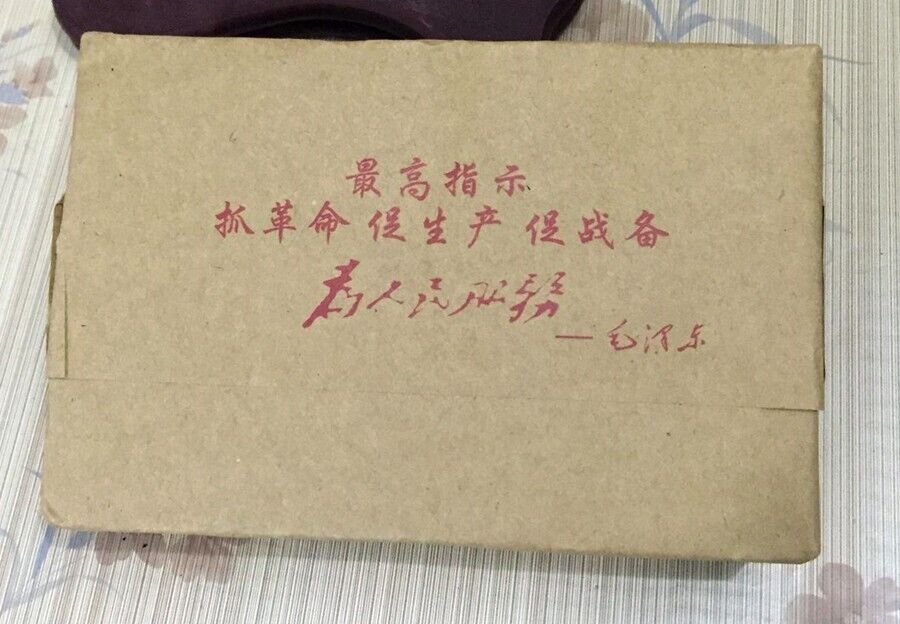 最高指示
抓革命 促生产 促战备
为人民服务
—毛泽东